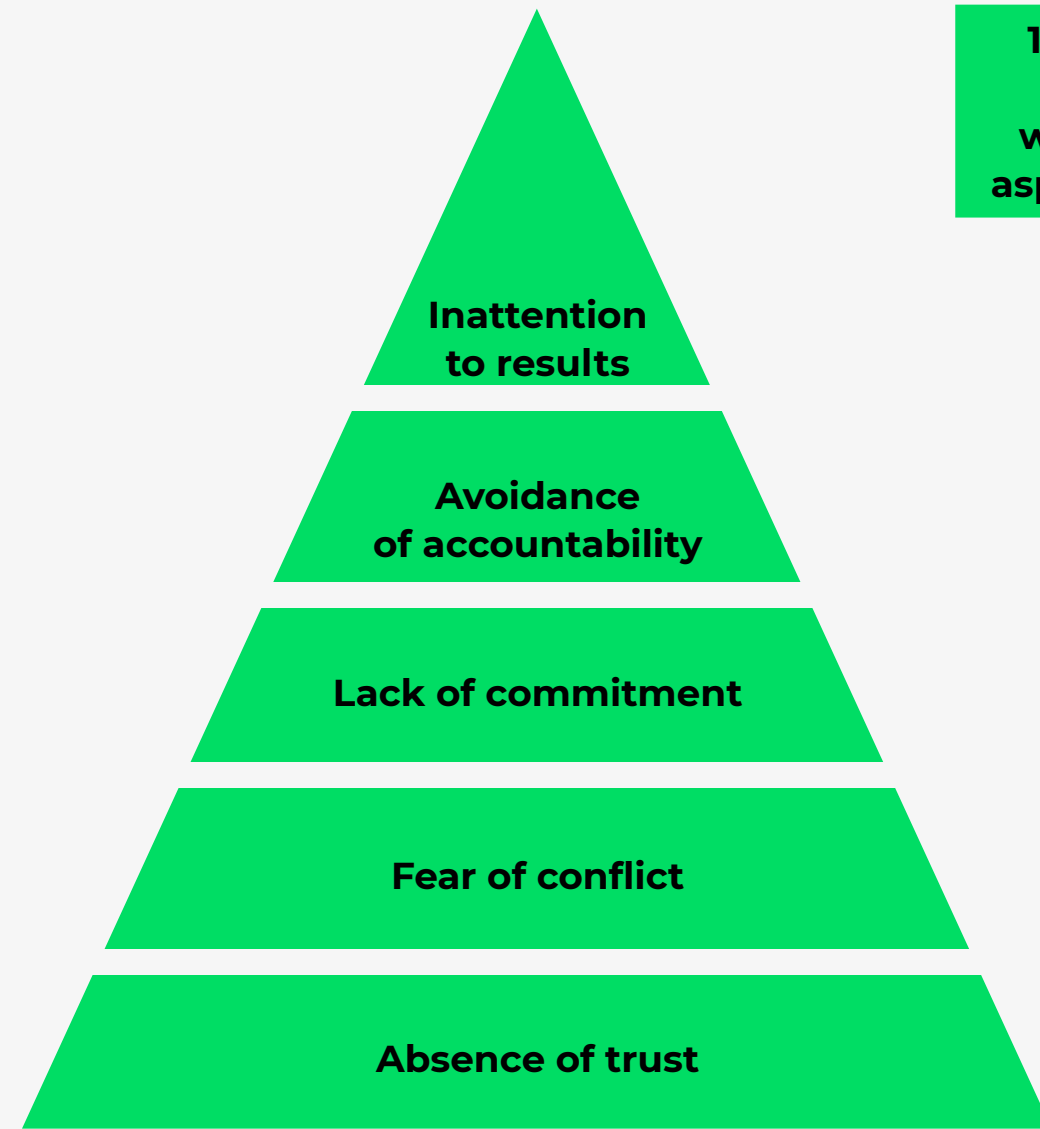 Inattention
to results
Avoidance
of accountability
Lack of commitment
Fear of conflict
Absence of trust